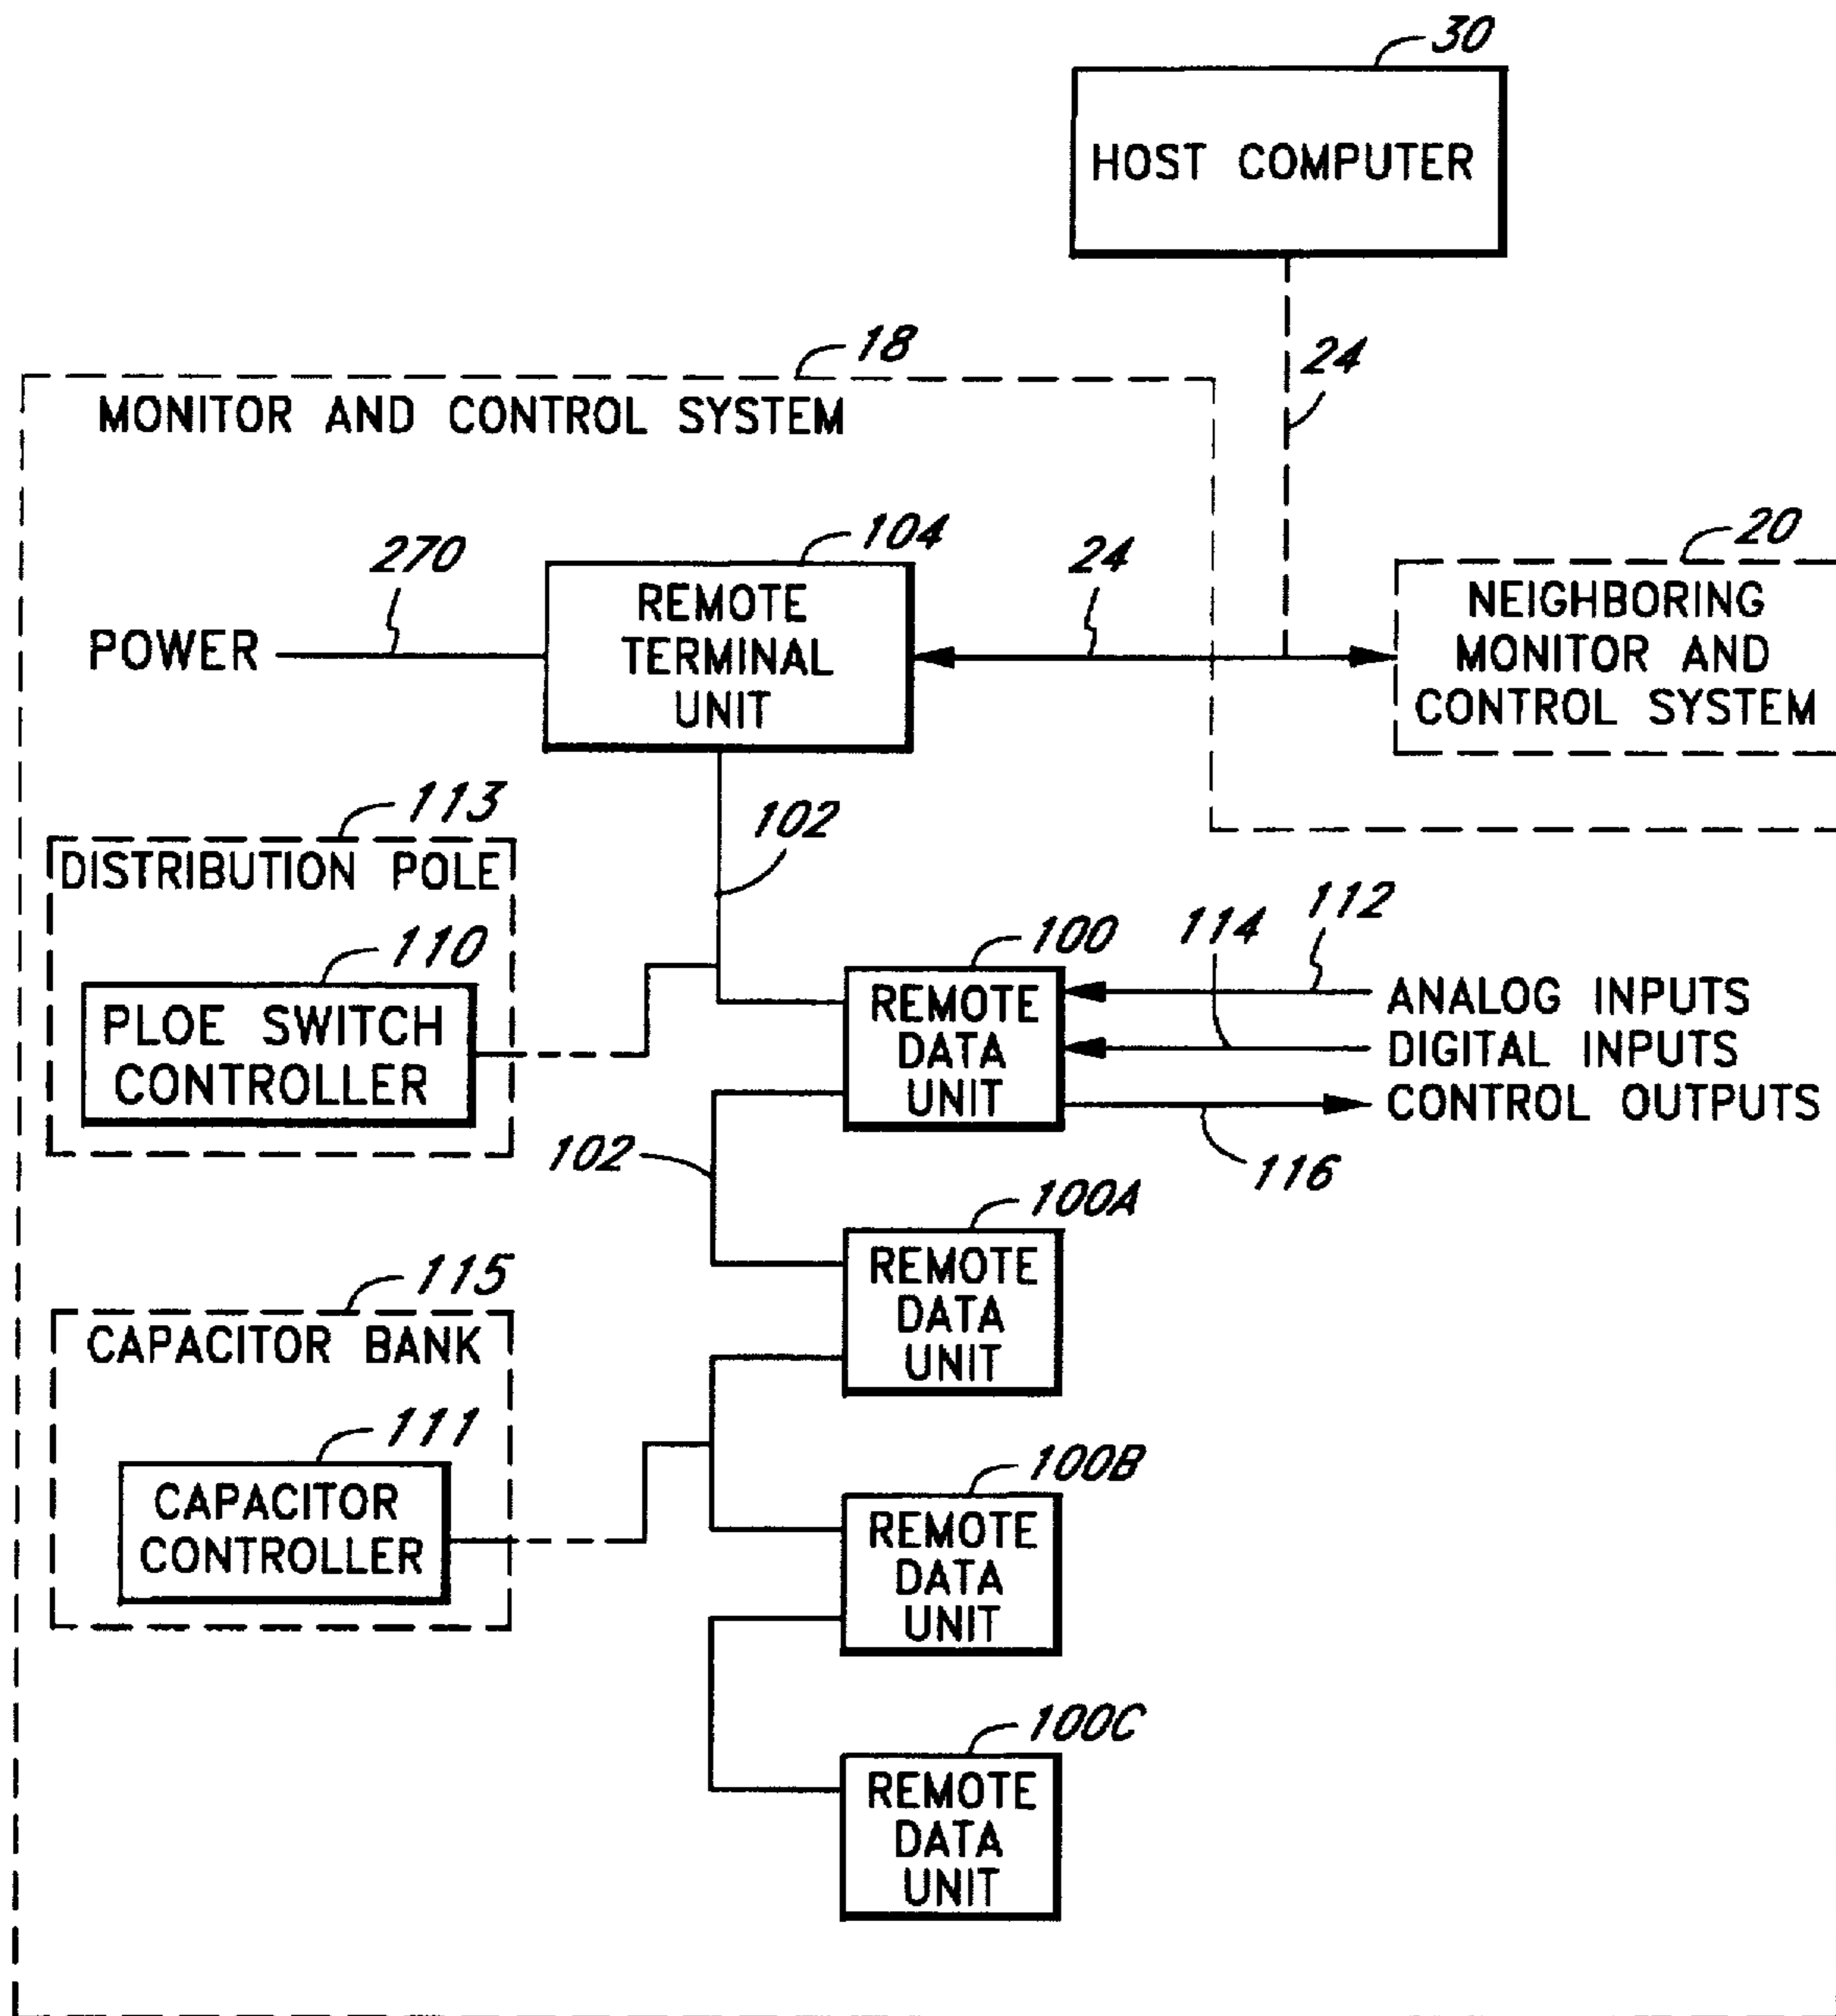 30
HOST COMPUTER
24
18
MONITOR AND CONTROL SYSTEM
270
POWER
104
REMOTE
TERMINAL
UNIT
24
20
NEIGHBORING
MONITOR AND
CONTROL SYSTEM
102
113
DISTRIBUTION POLE
110
PLOE SWITCH
CONTROLLER
100
REMOTE
DATA
UNIT
114
112
ANALOG INPUTS
DIGITAL INPUTS
CONTROL OUTPUTS
116
102
100A
REMOTE
DATA
UNIT
115
CAPACITOR BANK
111
CAPACITOR
CONTROLLER
100B
REMOTE
DATA
UNIT
100C
REMOTE
DATA
UNIT